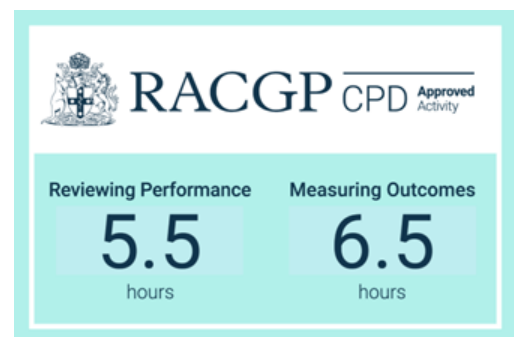 RACGP CPD Approved Activity
Reviewing Performance
5.5
hours
Measuring Outcomes
6.5
hours